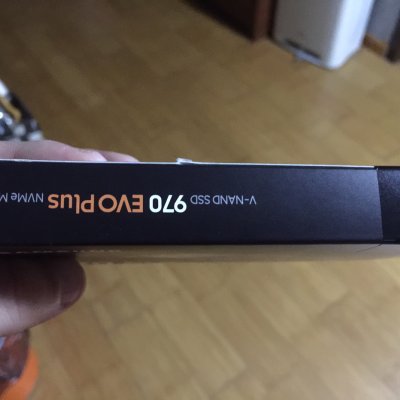 V-NAND SSD 970 EVO Plus NVMe M